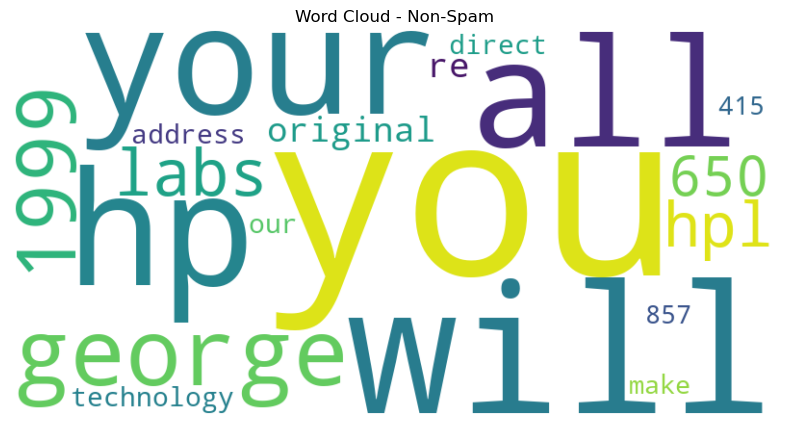 Word Cloud - Non-Spam
your
direct
re
all
415
1999
address
original
labs
hp
our
you
650
hpl
george
technology
will
857
make